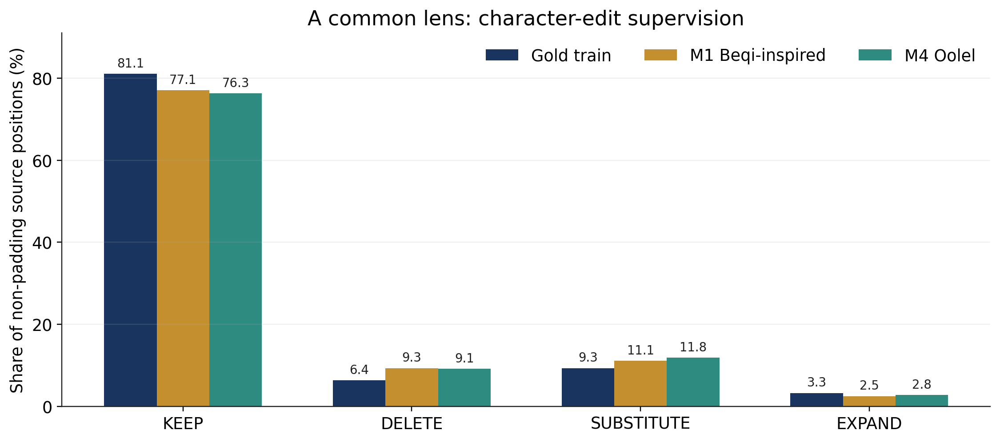 A common lens: character-edit supervision
Gold train
M1 Beqi-inspired
M4 Oolel
Share of non-padding source positions (%)
80
60
40
20
0
81.1
77.1
76.3
6.4
9.3
9.1
9.3
11.1
11.8
3.3
2.5
2.8
KEEP
DELETE
SUBSTITUTE
EXPAND